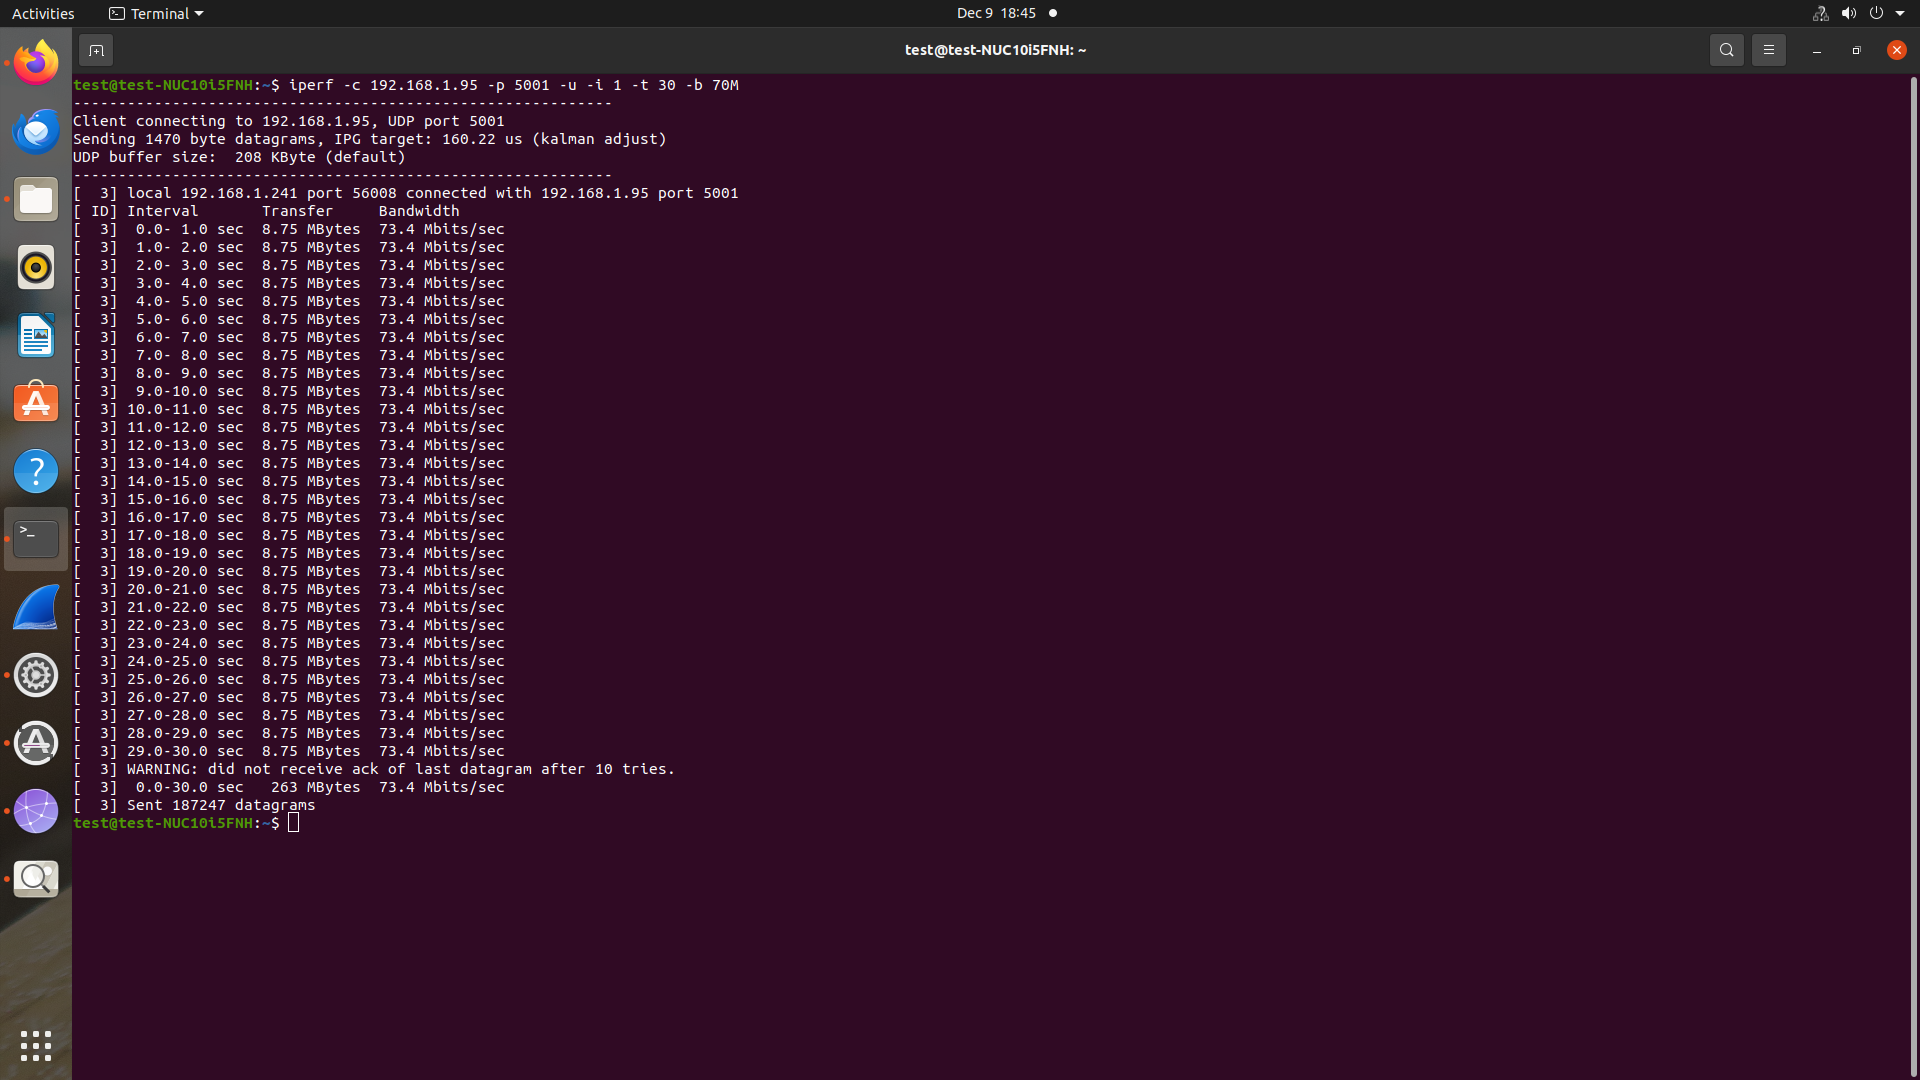 Activities Terminal Dec 9 18:45
test@test-NUC10i5FNH: ~
test@test-NUC10i5FNH:~$ iperf -c 192.168.1.95 -p 5001 -u -i 1 -t 30 -b 70M
------------------------------------------------------------
Client connecting to 192.168.1.95, UDP port 5001
Sending 1470 byte datagrams, IPG target: 160.22 us (kalman adjust)
UDP buffer size:  208 KByte (default)
------------------------------------------------------------
[  3] local 192.168.1.241 port 56008 connected with 192.168.1.95 port 5001
[ ID] Interval       Transfer     Bandwidth
[  3]  0.0- 1.0 sec  8.75 MBytes  73.4 Mbits/sec
[  3]  1.0- 2.0 sec  8.75 MBytes  73.4 Mbits/sec
[  3]  2.0- 3.0 sec  8.75 MBytes  73.4 Mbits/sec
[  3]  3.0- 4.0 sec  8.75 MBytes  73.4 Mbits/sec
[  3]  4.0- 5.0 sec  8.75 MBytes  73.4 Mbits/sec
[  3]  5.0- 6.0 sec  8.75 MBytes  73.4 Mbits/sec
[  3]  6.0- 7.0 sec  8.75 MBytes  73.4 Mbits/sec
[  3]  7.0- 8.0 sec  8.75 MBytes  73.4 Mbits/sec
[  3]  8.0- 9.0 sec  8.75 MBytes  73.4 Mbits/sec
[  3]  9.0-10.0 sec  8.75 MBytes  73.4 Mbits/sec
[  3] 10.0-11.0 sec  8.75 MBytes  73.4 Mbits/sec
[  3] 11.0-12.0 sec  8.75 MBytes  73.4 Mbits/sec
[  3] 12.0-13.0 sec  8.75 MBytes  73.4 Mbits/sec
[  3] 13.0-14.0 sec  8.75 MBytes  73.4 Mbits/sec
[  3] 14.0-15.0 sec  8.75 MBytes  73.4 Mbits/sec
[  3] 15.0-16.0 sec  8.75 MBytes  73.4 Mbits/sec
[  3] 16.0-17.0 sec  8.75 MBytes  73.4 Mbits/sec
[  3] 17.0-18.0 sec  8.75 MBytes  73.4 Mbits/sec
[  3] 18.0-19.0 sec  8.75 MBytes  73.4 Mbits/sec
[  3] 19.0-20.0 sec  8.75 MBytes  73.4 Mbits/sec
[  3] 20.0-21.0 sec  8.75 MBytes  73.4 Mbits/sec
[  3] 21.0-22.0 sec  8.75 MBytes  73.4 Mbits/sec
[  3] 22.0-23.0 sec  8.75 MBytes  73.4 Mbits/sec
[  3] 23.0-24.0 sec  8.75 MBytes  73.4 Mbits/sec
[  3] 24.0-25.0 sec  8.75 MBytes  73.4 Mbits/sec
[  3] 25.0-26.0 sec  8.75 MBytes  73.4 Mbits/sec
[  3] 26.0-27.0 sec  8.75 MBytes  73.4 Mbits/sec
[  3] 27.0-28.0 sec  8.75 MBytes  73.4 Mbits/sec
[  3] 28.0-29.0 sec  8.75 MBytes  73.4 Mbits/sec
[  3] 29.0-30.0 sec  8.75 MBytes  73.4 Mbits/sec
[  3] WARNING: did not receive ack of last datagram after 10 tries.
[  3]  0.0-30.0 sec   263 MBytes  73.4 Mbits/sec
[  3] Sent 187247 datagrams
test@test-NUC10i5FNH:~$